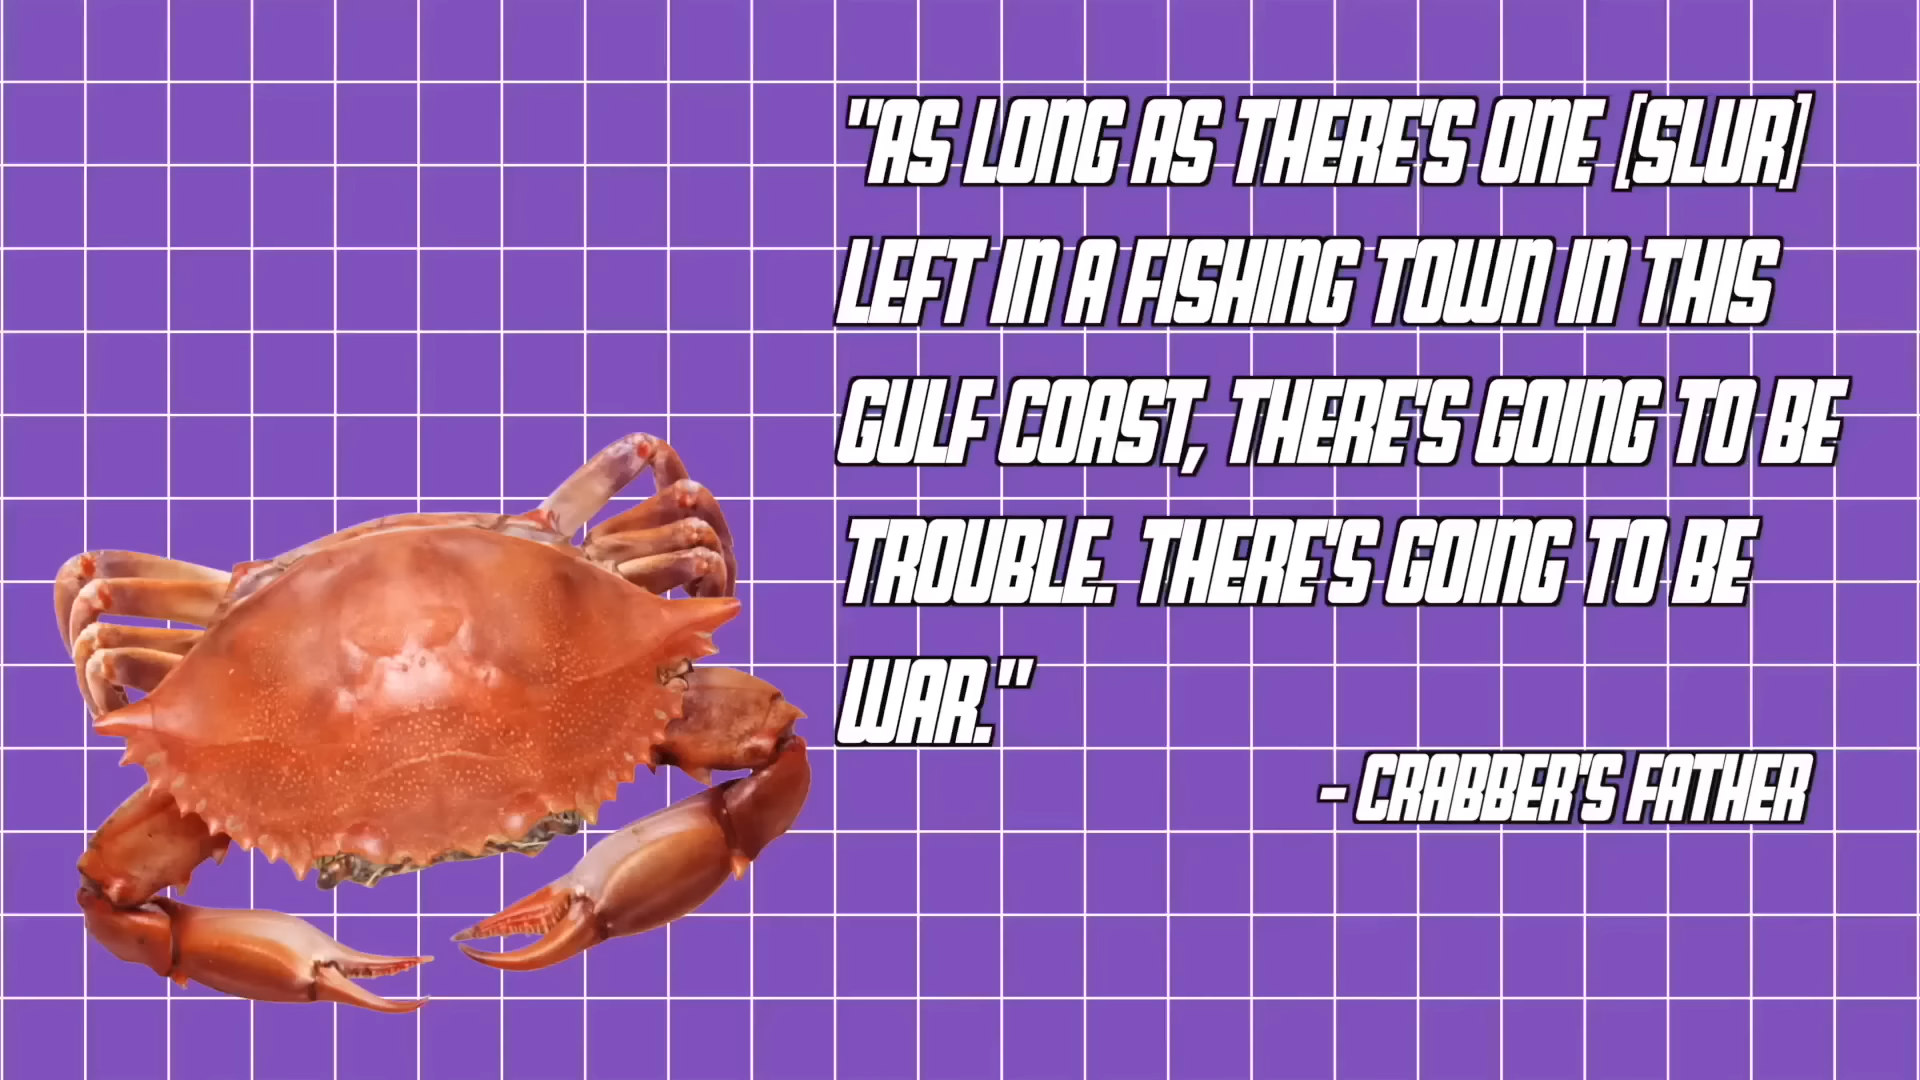 "AS LONG AS THERE'S ONE [SLUR]
LEFT IN A FISHING TOWN IN THIS
GULF COAST, THERE'S GOING TO BE
TROUBLE. THERE'S GOING TO BE
WAR."
- CRABBER'S FATHER